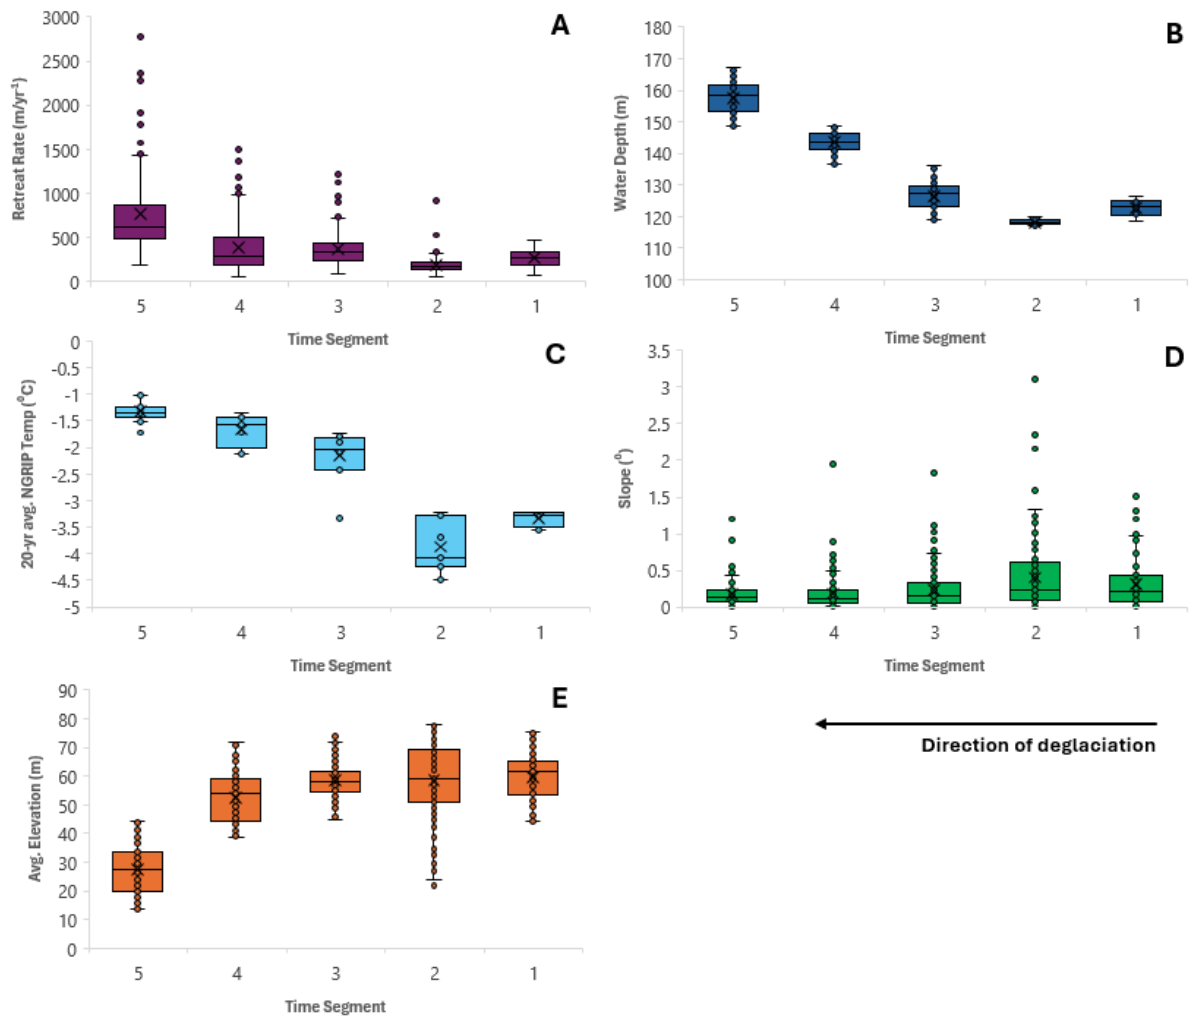 A
Retreat Rate (m/yr⁻¹)
3000
2500
2000
1500
1000
500
0
5 4 3 2 1
Time Segment
B
Water Depth (m)
180
170
160
150
140
130
120
110
100
5 4 3 2 1
Time Segment
C
20-yr avg. NGRIP Temp (⁰C)
0
-0.5
-1
-1.5
-2
-2.5
-3
-3.5
-4
-4.5
-5
5 4 3 2 1
Time Segment
D
Slope (⁰)
3.5
3
2.5
2
1.5
1
0.5
0
5 4 3 2 1
Time Segment
E
Avg. Elevation (m)
90
80
70
60
50
40
30
20
10
0
5 4 3 2 1
Time Segment
Direction of deglaciation